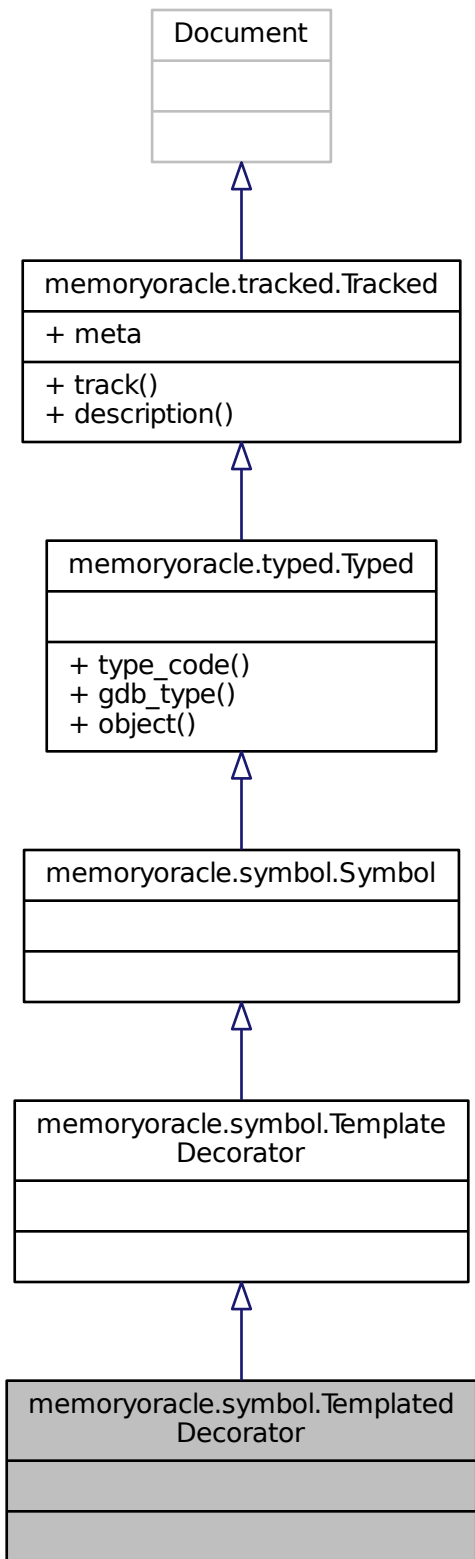 Document
memoryoracle.tracked.Tracked
+ meta
+ track()
+ description()
memoryoracle.typed.Typed
+ type_code()
+ gdb_type()
+ object()
memoryoracle.symbol.Symbol
memoryoracle.symbol.Template
Decorator
memoryoracle.symbol.Templated
Decorator